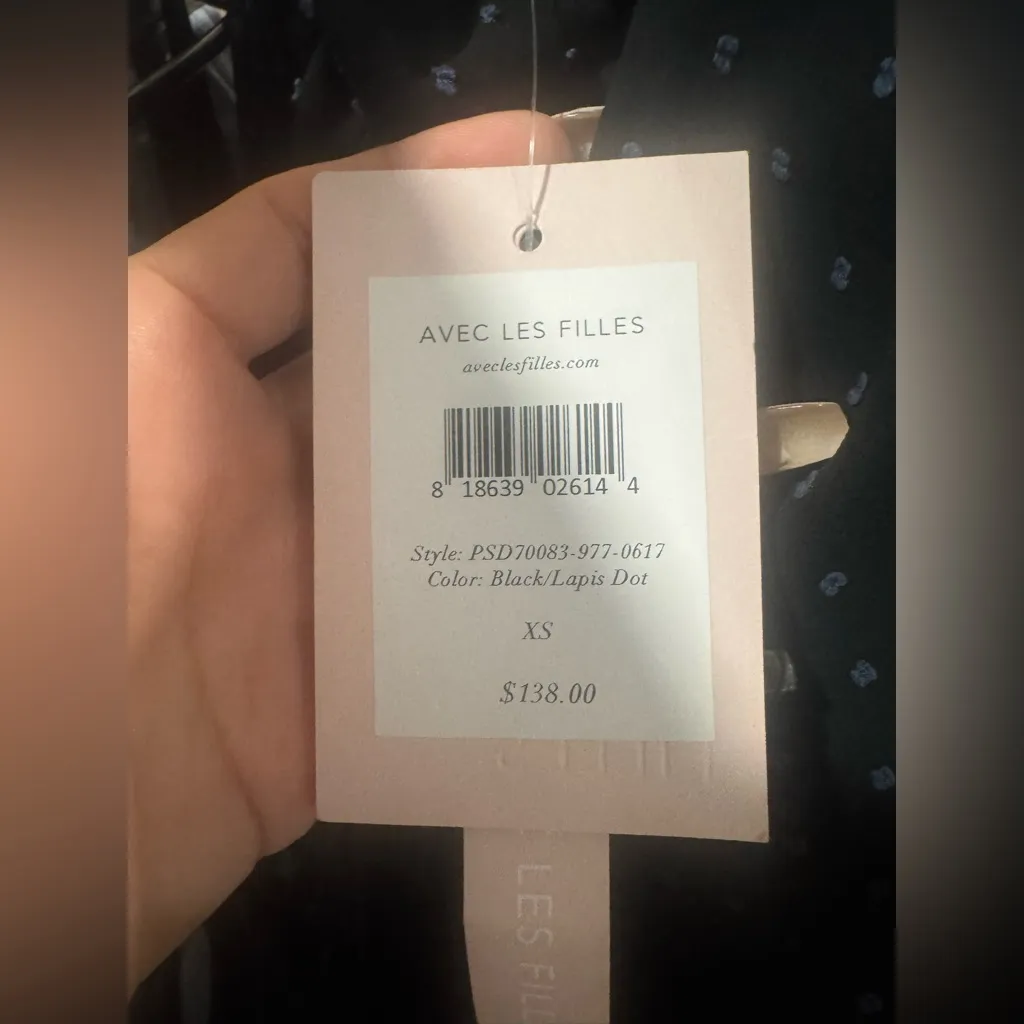 AVEC LES FILLES
aveclesfilles.com
8 18639 02614 4
Style: PSD70083-977-0617
Color: Black/Lapis Dot
XS
$138.00
LES FILL